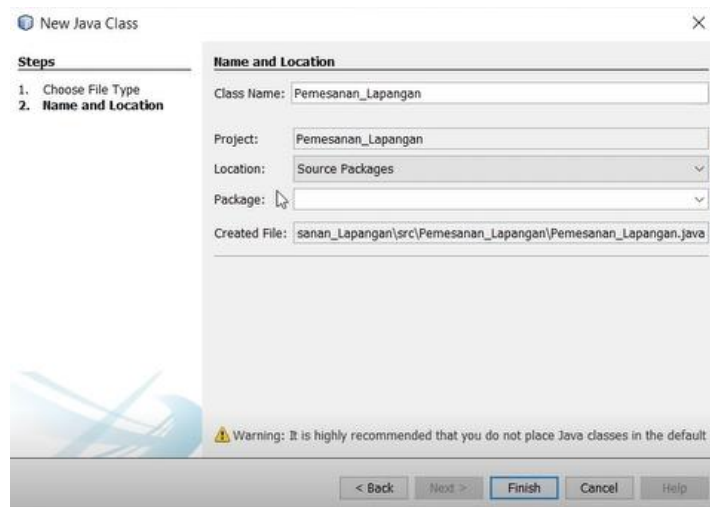 New Java Class
Steps
1. Choose File Type
2. Name and Location
Name and Location
Class Name: Pemesanan_Lapangan
Project: Pemesanan_Lapangan
Location: Source Packages
Package:
Created File: sanan_Lapangan\src\Pemesanan_Lapangan\Pemesanan_Lapangan.java
Warning: It is highly recommended that you do not place Java classes in the default
< Back Next > Finish Cancel Help